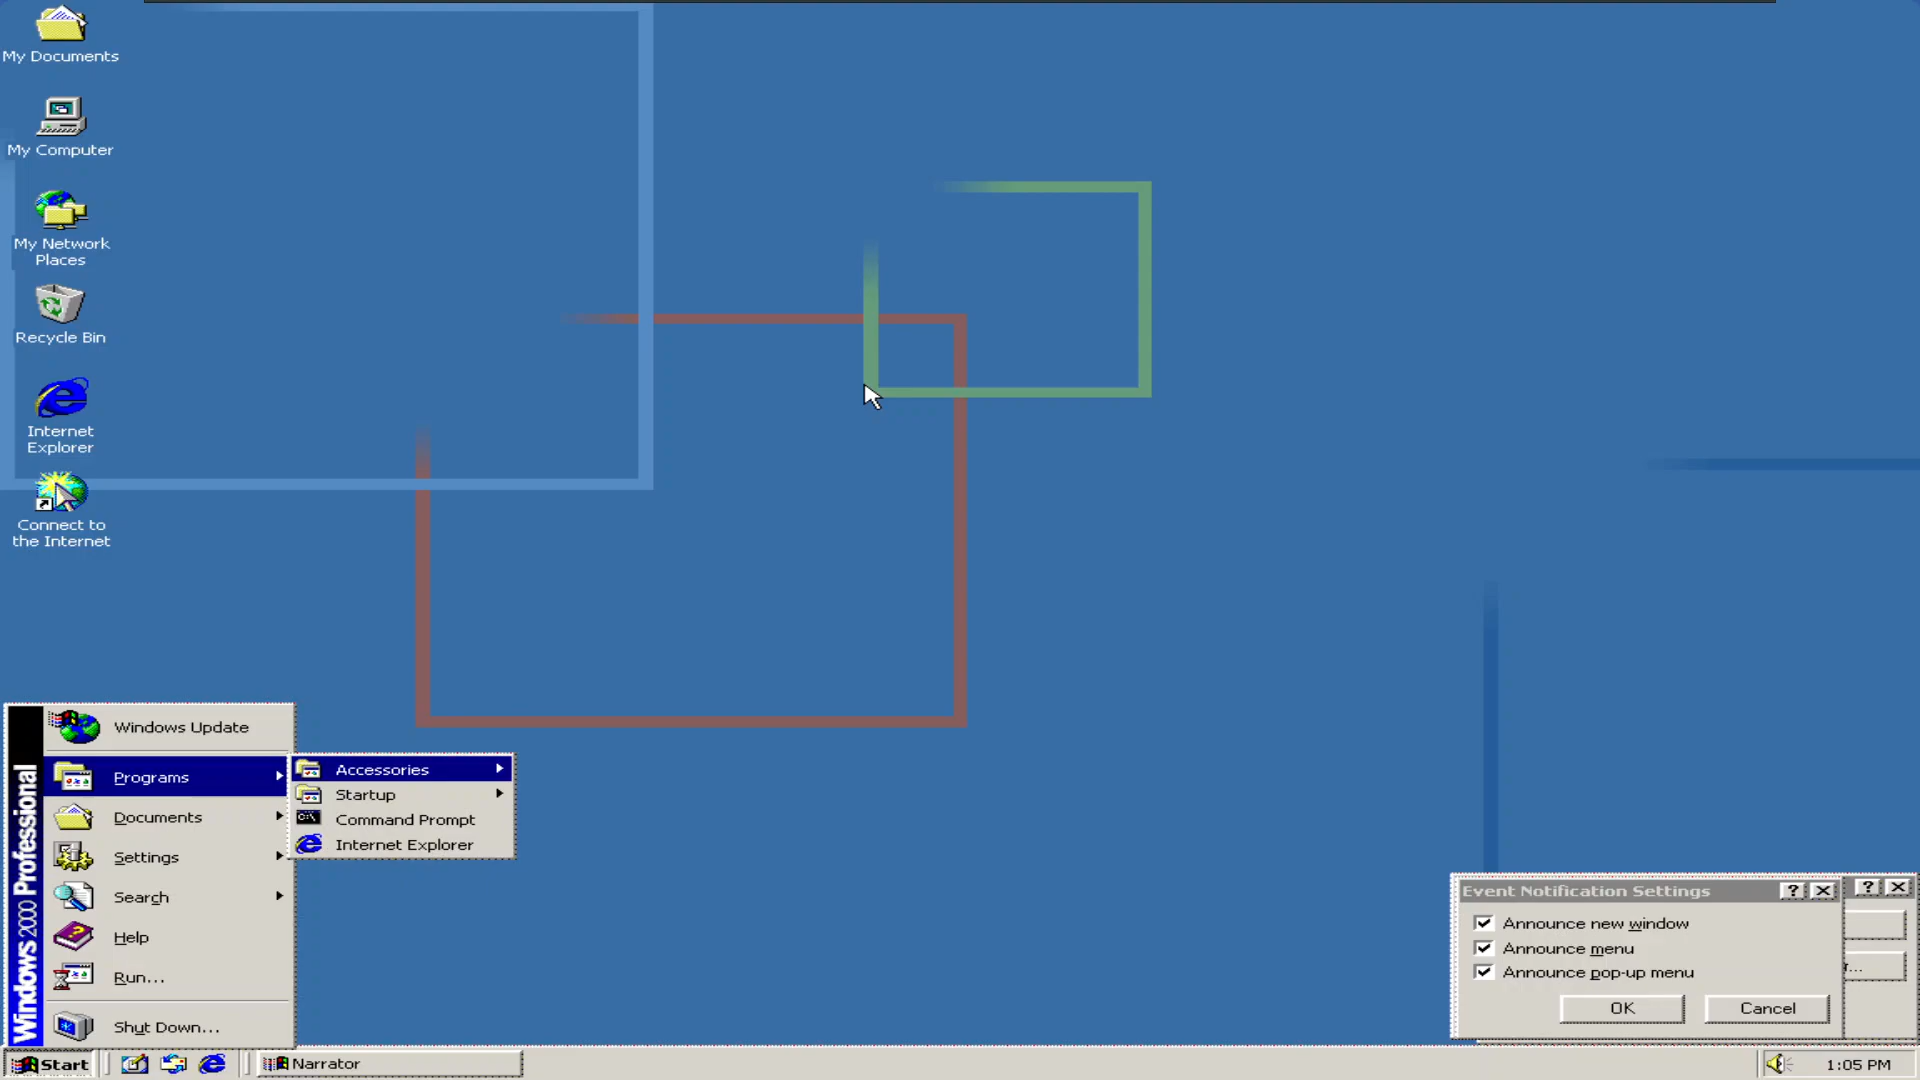 My Documents
My Computer
My Network
Places
Recycle Bin
Internet
Explorer
Connect to
the Internet
Windows 2000 Professional
Windows Update
Programs
Documents
Settings
Search
Help
Run...
Shut Down...
Accessories
Startup
Command Prompt
Internet Explorer
Event Notification Settings
Announce new window
Announce menu
Announce pop-up menu
OK
Cancel
Start
Narrator
1:05 PM